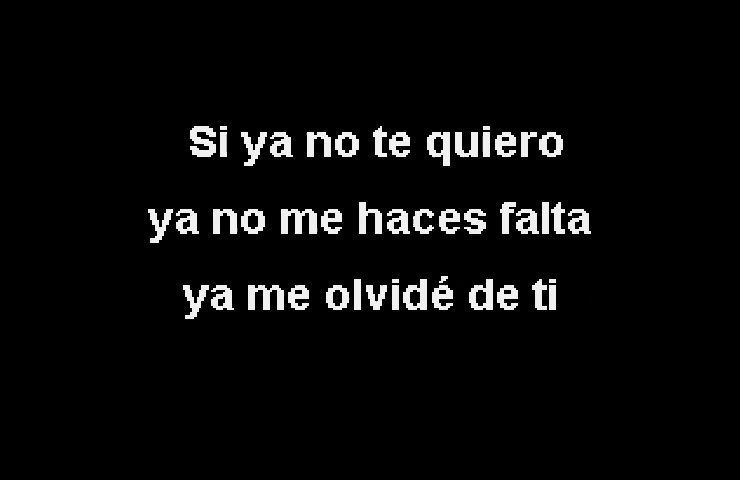 Si ya no te quiero
ya no me haces falta
ya me olvidé de ti